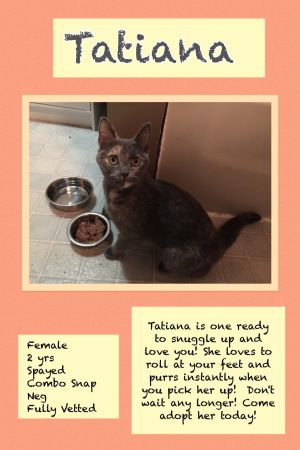 Tatiana
Female
2 yrs
Spayed
Combo Snap
Neg
Fully Vetted
Tatiana is one ready
to snuggle up and
love you! She loves to
roll at your feet and
purrs instantly when
you pick her up! Don't
wait any longer! Come
adopt her today!